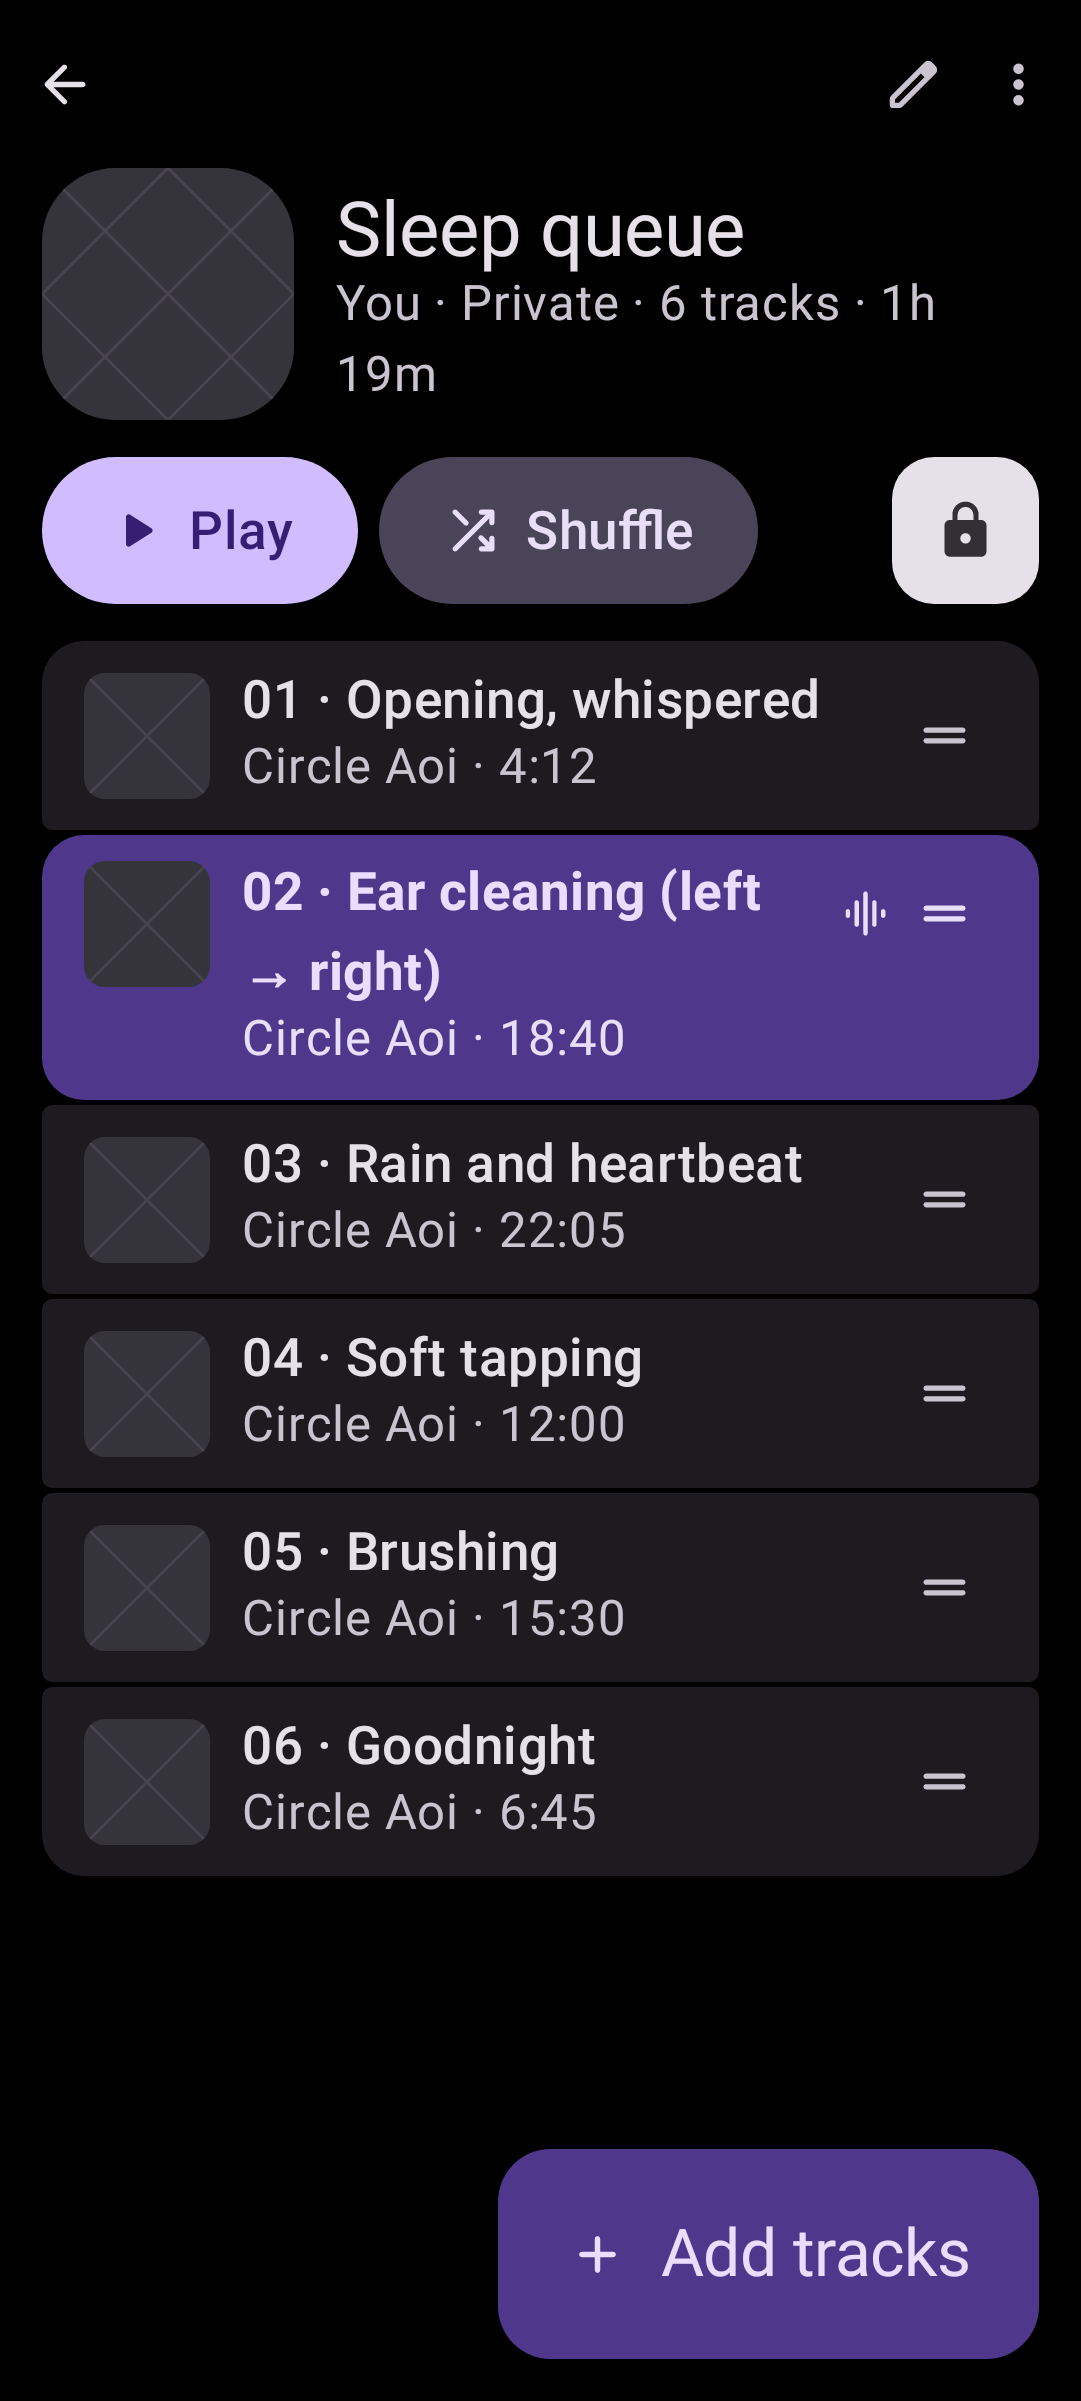 Sleep queue
You · Private · 6 tracks · 1h
19m
Play
Shuffle
01 · Opening, whispered
Circle Aoi · 4:12
02 · Ear cleaning (left
→ right)
Circle Aoi · 18:40
03 · Rain and heartbeat
Circle Aoi · 22:05
04 · Soft tapping
Circle Aoi · 12:00
05 · Brushing
Circle Aoi · 15:30
06 · Goodnight
Circle Aoi · 6:45
Add tracks